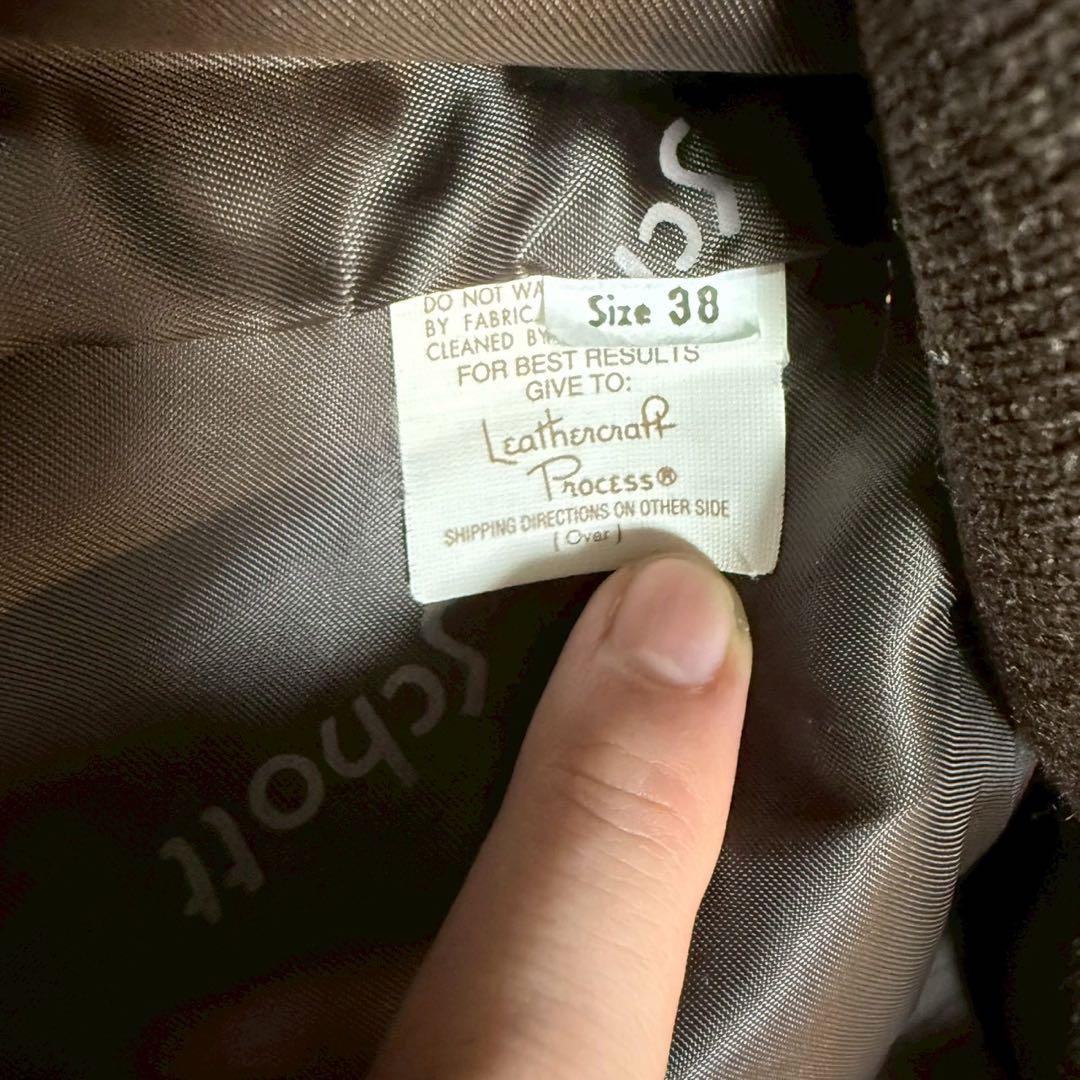 Sc
DO NOT WA
BY FABRIC
CLEANED BY
Size 38
FOR BEST RESULTS
GIVE TO:
Leathercraft
Process®
SHIPPING DIRECTIONS ON OTHER SIDE
(Over)
Schott